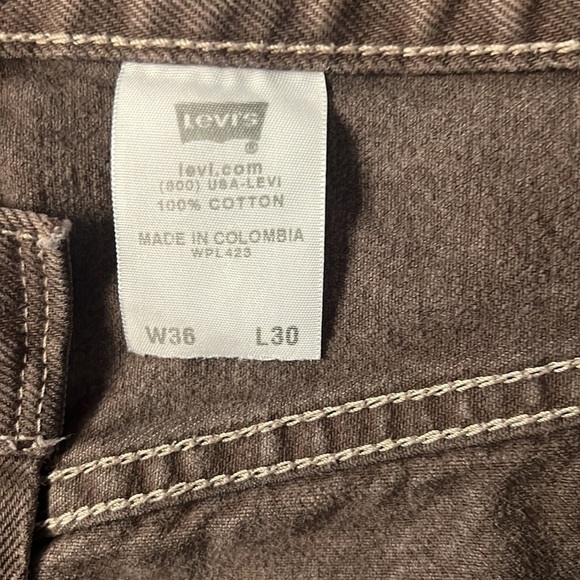 Levi's
®
levi.com
(800) USA-LEVI
100% COTTON
MADE IN COLOMBIA
WPL423
W36 L30